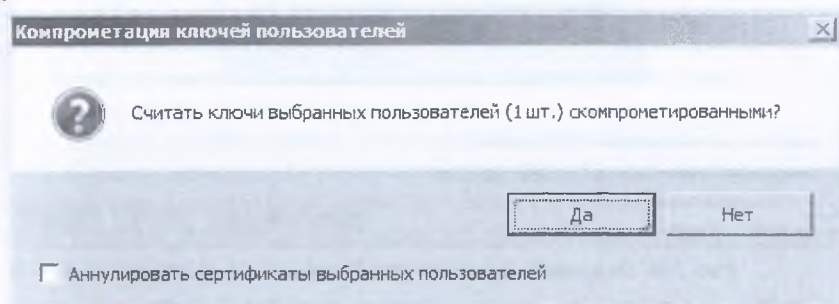 Компрометация ключей пользователей
Считать ключи выбранных пользователей (1 шт.) скомпрометированными?
Да
Нет
Аннулировать сертификаты выбранных пользователей